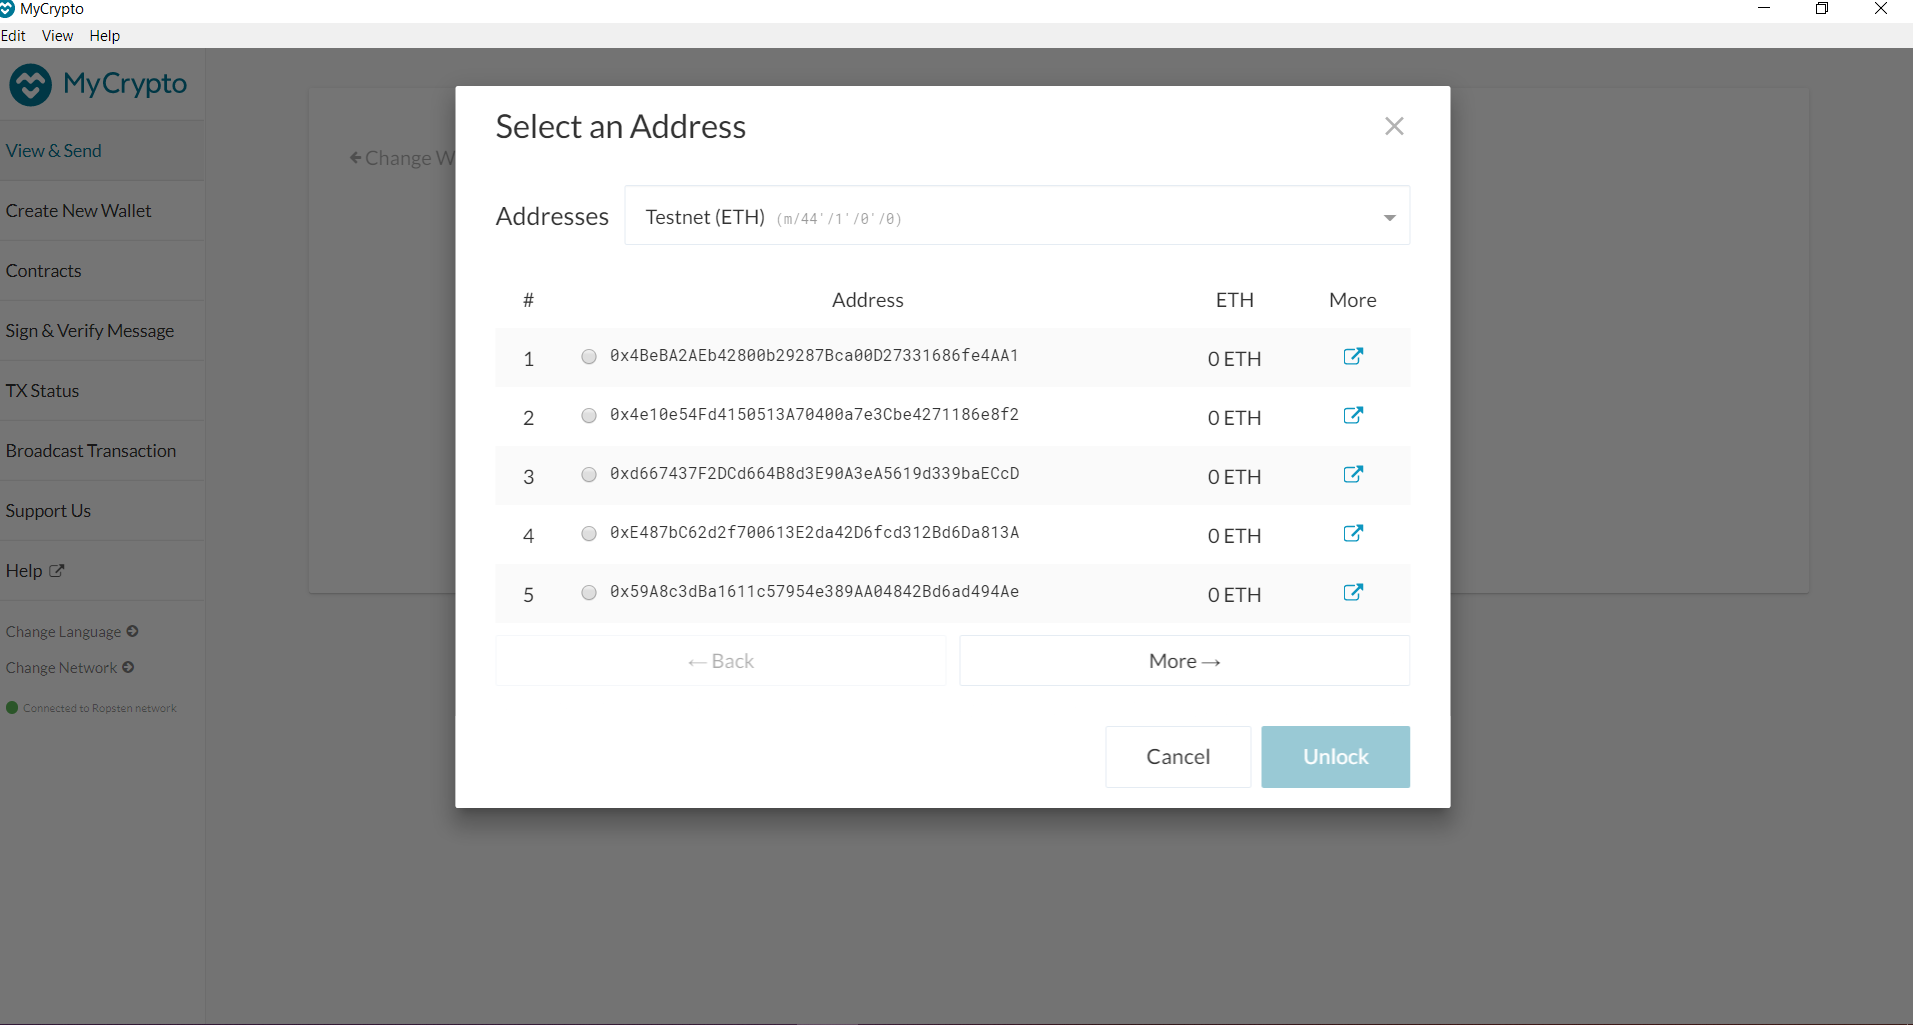 MyCrypto
Edit View Help
MyCrypto
View & Send
Create New Wallet
Contracts
Sign & Verify Message
TX Status
Broadcast Transaction
Support Us
Help
Change Language
Change Network
Connected to Ropsten network
Change W
Select an Address
Addresses Testnet (ETH) (m/44'/1'/0'/0)
# Address ETH More
1 0x4BeBA2AEb42800b29287Bca00D27331686fe4AA1 0 ETH
2 0x4e10e54Fd4150513A70400a7e3Cbe4271186e8f2 0 ETH
3 0xd667437F2DCd664B8d3E90A3eA5619d339baECcD 0 ETH
4 0xE487bC62d2f700613E2da42D6fcd312Bd6Da813A 0 ETH
5 0x59A8c3dBa1611c57954e389AA04842Bd6ad494Ae 0 ETH
← Back More →
Cancel Unlock